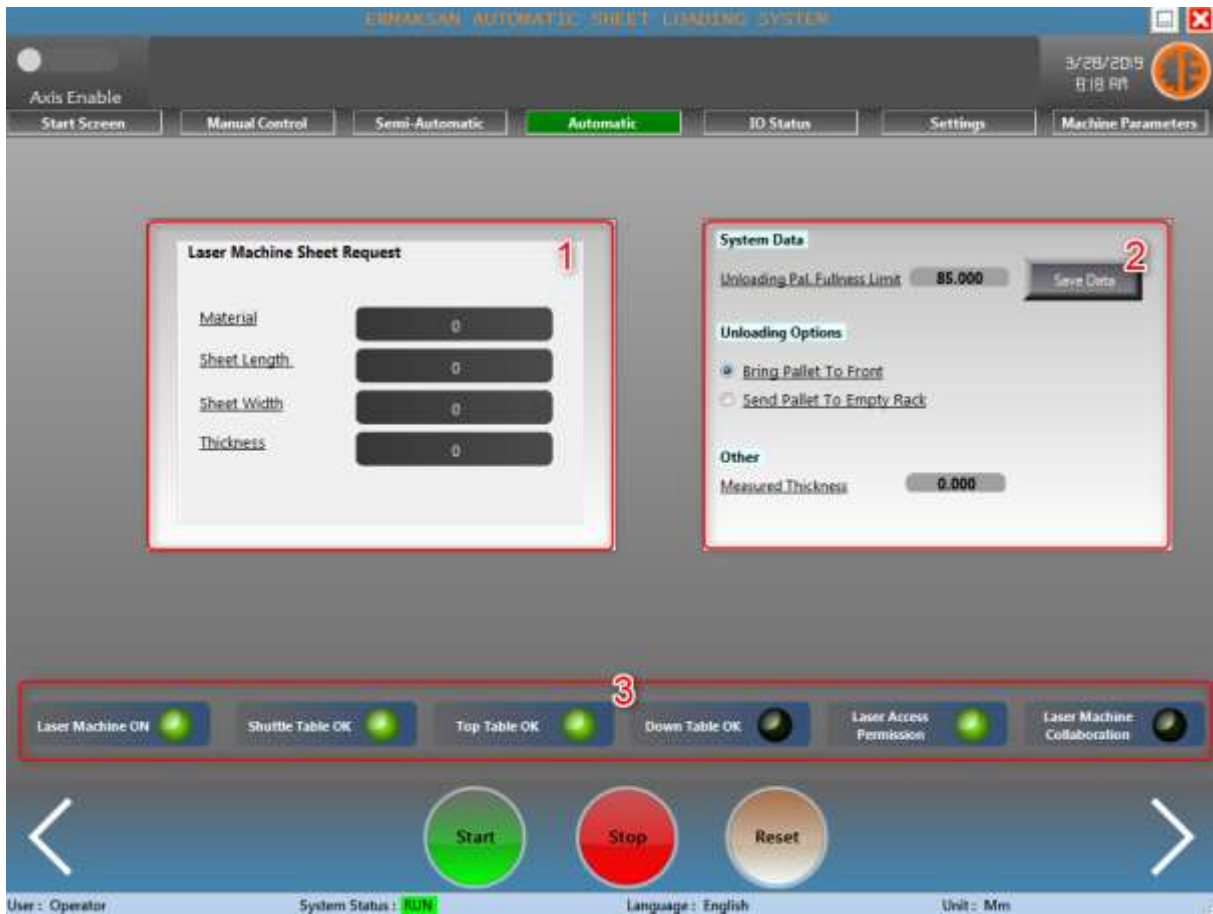 ERMAKSAN AUTOMATIC SHEET LOADING SYSTEM
3/28/2019
8:18 AM
Axis Enable
Start Screen Manual Control Semi-Automatic Automatic IO Status Settings Machine Parameters
1
Laser Machine Sheet Request
Material 0
Sheet Length 0
Sheet Width 0
Thickness 0
2
System Data
Unloading Pal. Fullness Limit 85.000 Save Data
Unloading Options
Bring Pallet To Front
Send Pallet To Empty Rack
Other
Measured Thickness 0.000
3
Laser Machine ON Shuttle Table OK Top Table OK Down Table OK Laser Access Permission Laser Machine Collaboration
Start Stop Reset
User : Operator System Status : RUN Language : English Unit : Mm